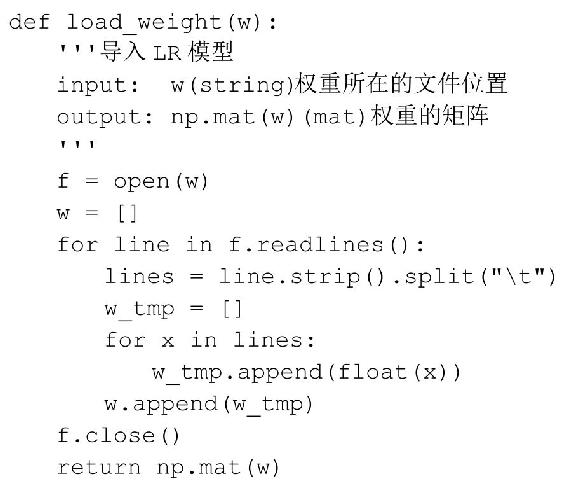 def load_weight(w):
    '''导入 LR 模型
    input:  w(string)权重所在的文件位置
    output: np.mat(w)(mat)权重的矩阵
    '''
    f = open(w)
    w = []
    for line in f.readlines():
        lines = line.strip().split("\t")
        w_tmp = []
        for x in lines:
            w_tmp.append(float(x))
        w.append(w_tmp)
    f.close()
    return np.mat(w)